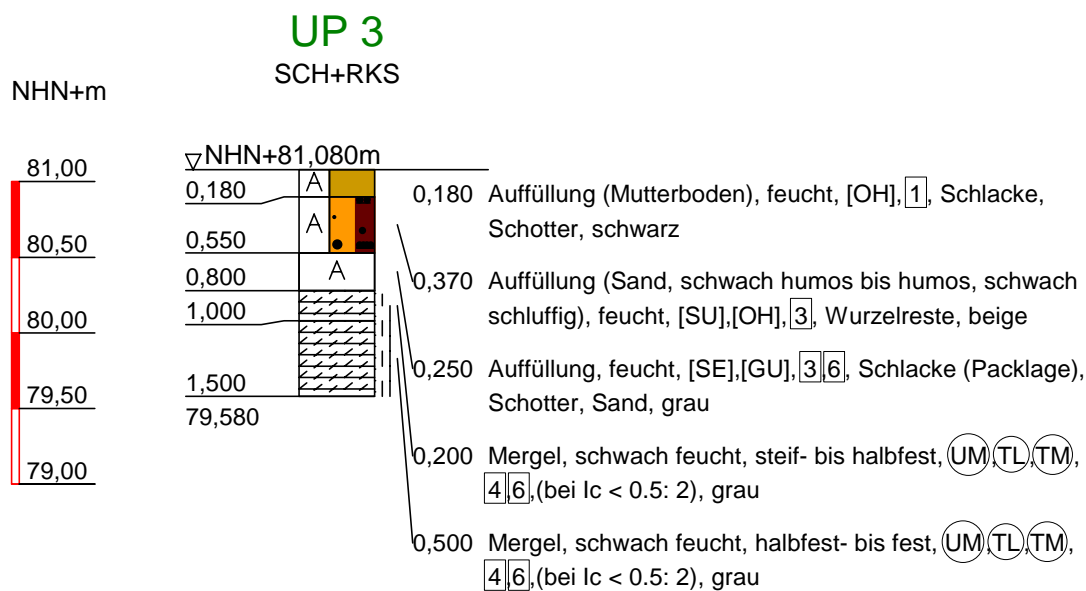 UP 3
SCH+RKS
NHN+m
81,00
80,50
80,00
79,50
79,00
NHN+81,080m
0,180
0,550
0,800
1,000
1,500
79,580
A
A
A
0,180 Auffüllung (Mutterboden), feucht, [OH], 1, Schlacke,
Schotter, schwarz
0,370 Auffüllung (Sand, schwach humos bis humos, schwach
schluffig), feucht, [SU],[OH], 3, Wurzelreste, beige
0,250 Auffüllung, feucht, [SE],[GU], 3,6, Schlacke (Packlage),
Schotter, Sand, grau
0,200 Mergel, schwach feucht, steif- bis halbfest, UM,TL,TM,
4,6,(bei Ic < 0.5: 2), grau
0,500 Mergel, schwach feucht, halbfest- bis fest, UM,TL,TM,
4,6,(bei Ic < 0.5: 2), grau